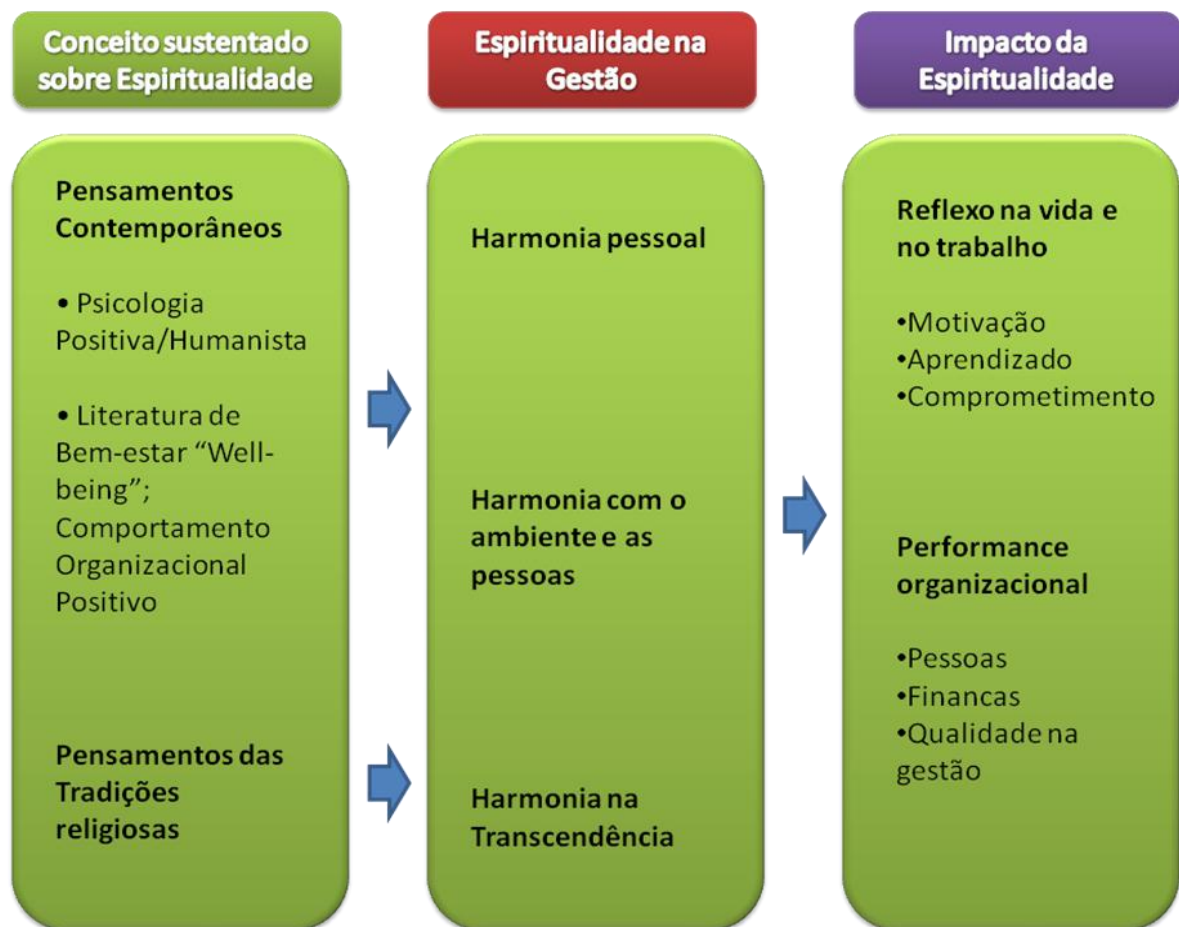 Conceito sustentado
sobre Espiritualidade
Espiritualidade na
Gestão
Impacto da
Espiritualidade
Pensamentos
Contemporâneos
• Psicologia
Positiva/Humanista
• Literatura de
Bem-estar “Well-
being”;
Comportamento
Organizacional
Positivo
Pensamentos das
Tradições
religiosas
Harmonia pessoal
Harmonia com o
ambiente e as
pessoas
Harmonia na
Transcendência
Reflexo na vida e
no trabalho
•Motivação
•Aprendizado
•Comprometimento
Performance
organizacional
•Pessoas
•Financas
•Qualidade na
gestão